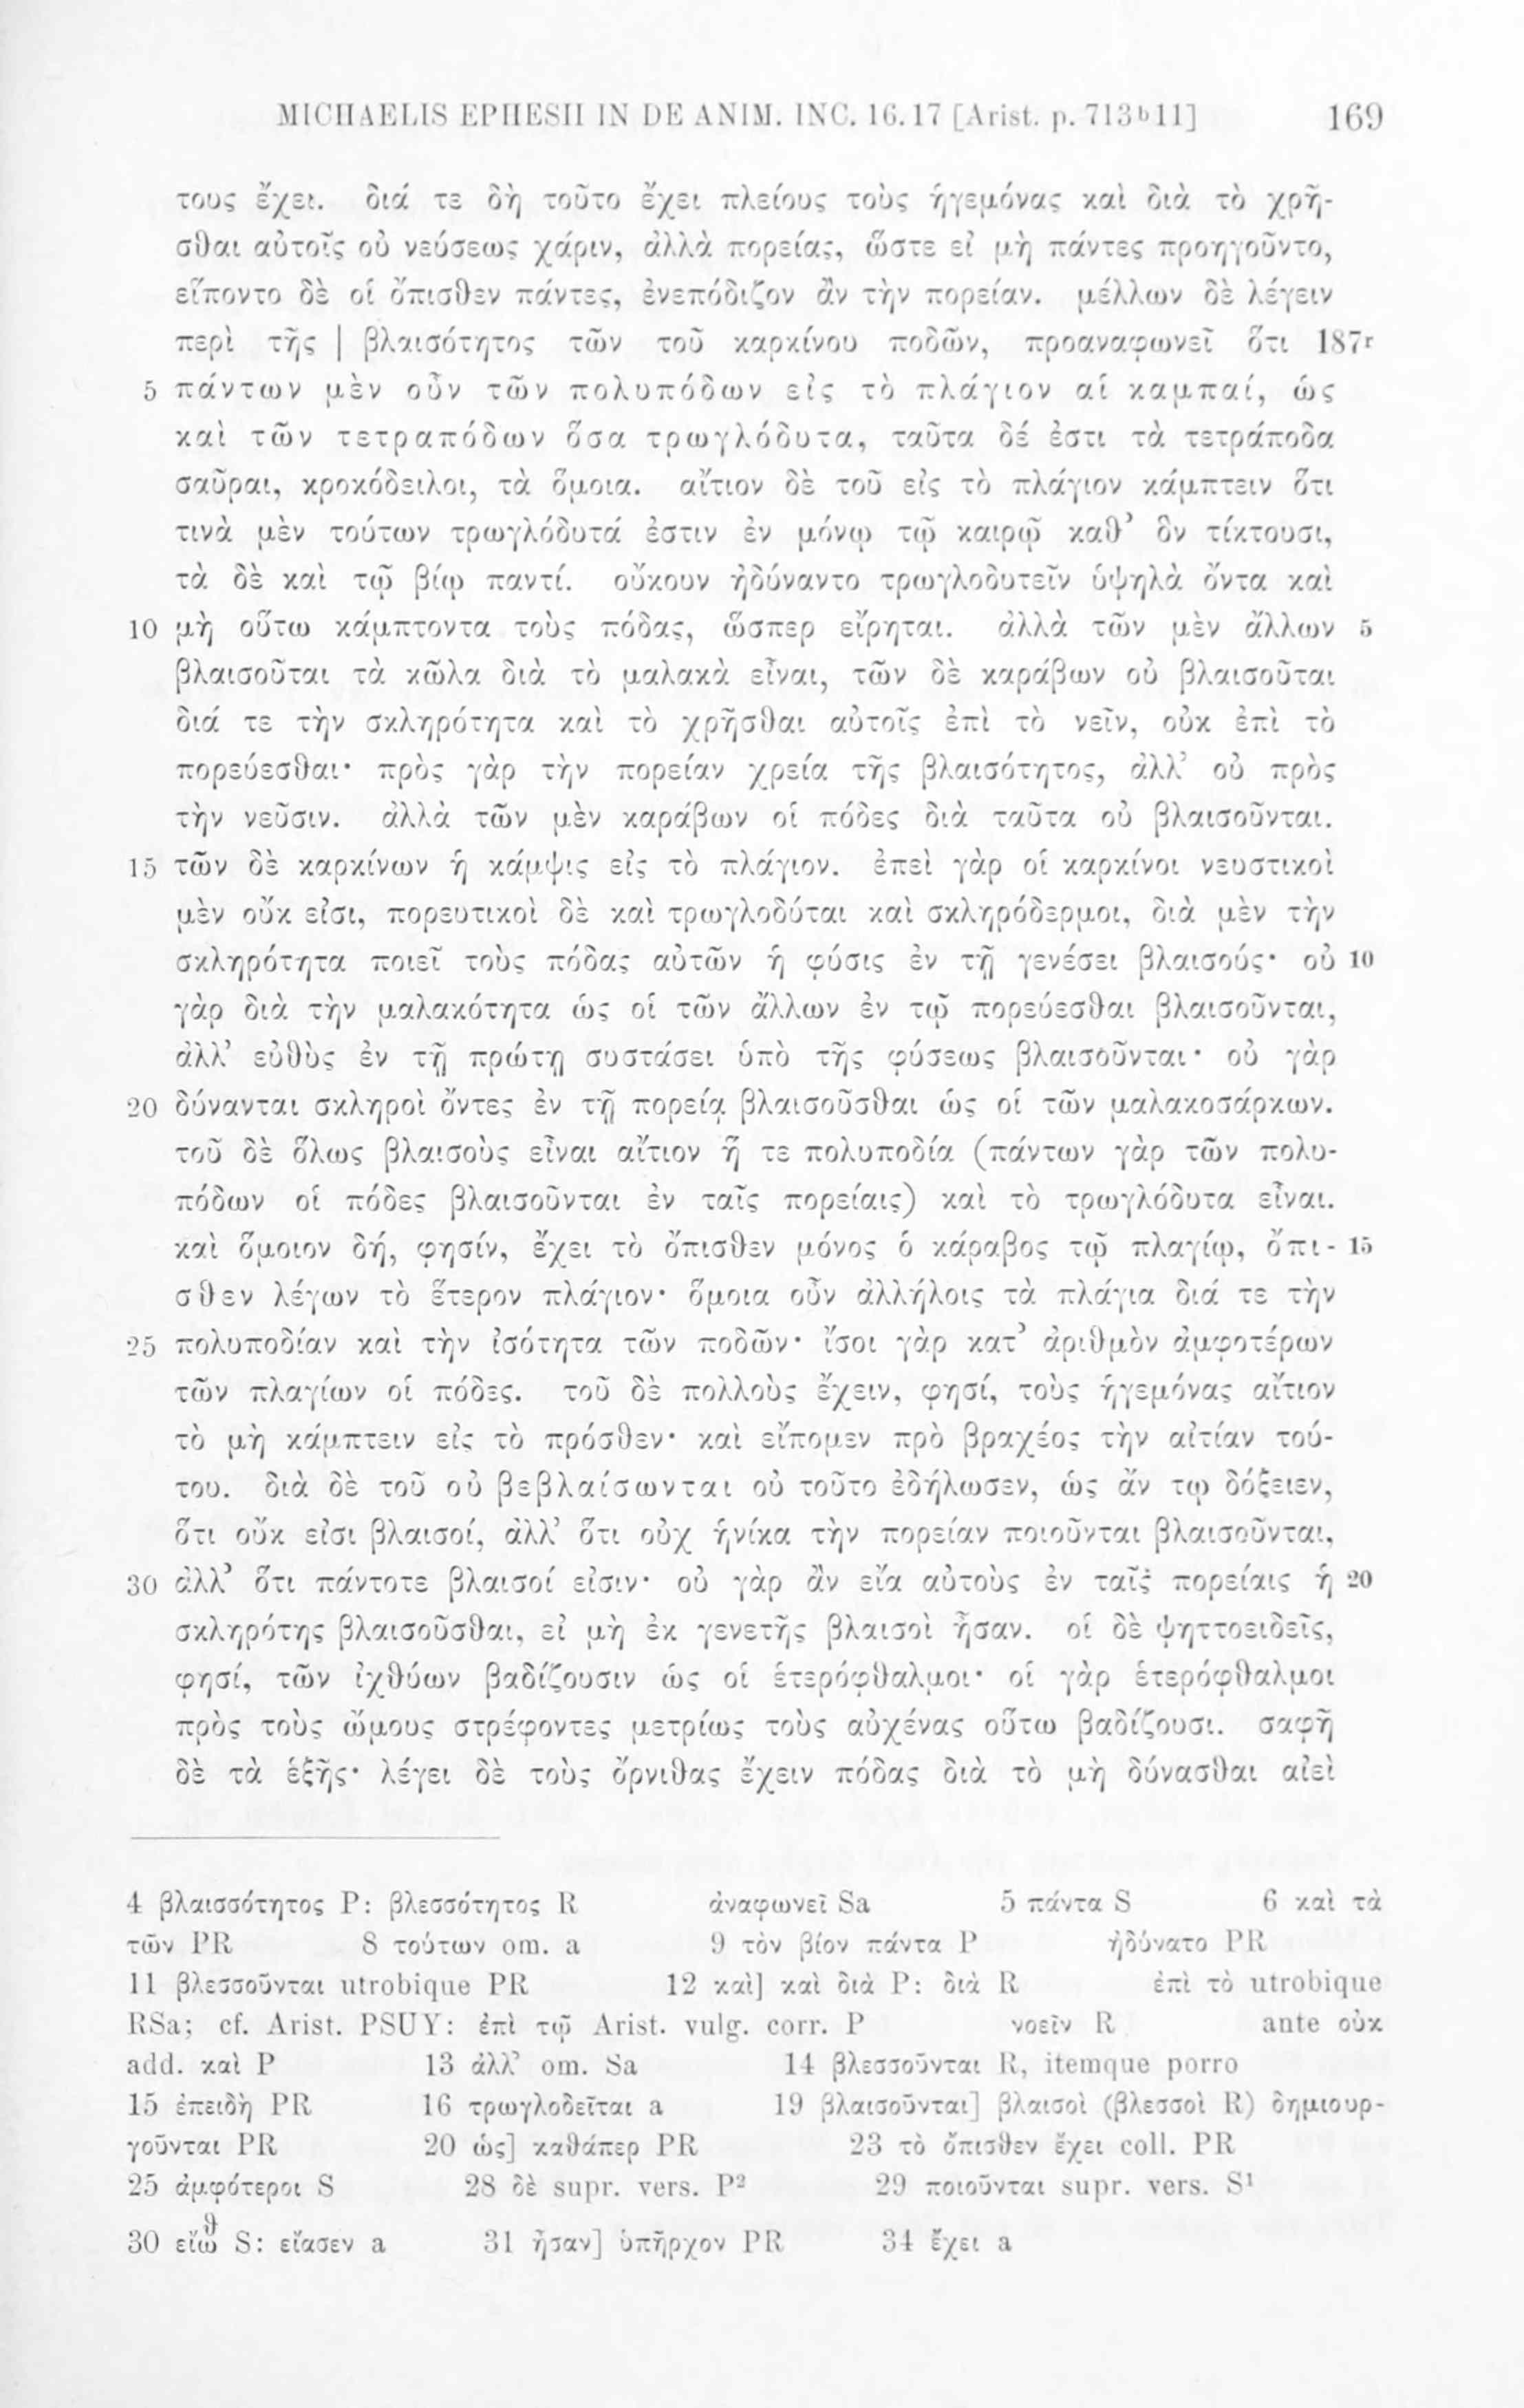 MICHAELIS EPHESII IN DE ANIM. INC. 16.17 [Arist. p. 713ᵇ11] 169
τους ἔχει. διά τε δὴ τοῦτο ἔχει πλείους τοὺς ἡγεμόνας καὶ διὰ τὸ χρῆ-
σθαι αὐτοῖς οὐ νεύσεως χάριν, ἀλλὰ πορείας, ὥστε εἰ μὴ πάντες προηγοῦντο,
εἵποντο δὲ οἱ ὄπισθεν πάντες, ἐνεπόδιζον ἂν τὴν πορείαν. μέλλων δὲ λέγειν
περὶ τῆς | βλαισότητος τῶν τοῦ καρκίνου ποδῶν, προαναφωνεῖ ὅτι 187ʳ
5 πάντων μὲν οὖν τῶν πολυπόδων εἰς τὸ πλάγιον αἱ καμπαί, ὡς
καὶ τῶν τετραπόδων ὅσα τρωγλόδυτα, ταῦτα δέ ἐστι τὰ τετράποδα
σαῦραι, κροκόδειλοι, τὰ ὅμοια. αἴτιον δὲ τοῦ εἰς τὸ πλάγιον κάμπτειν ὅτι
τινὰ μὲν τούτων τρωγλόδυτά ἐστιν ἐν μόνῳ τῷ καιρῷ καθ’ ὃν τίκτουσι,
τὰ δὲ καὶ τῷ βίῳ παντί. οὔκουν ἠδύναντο τρωγλοδυτεῖν ὑψηλὰ ὄντα καὶ
10 μὴ οὕτω κάμπτοντα τοὺς πόδας, ὥσπερ εἴρηται. ἀλλὰ τῶν μὲν ἄλλων 5
βλαισοῦται τὰ κῶλα διὰ τὸ μαλακὰ εἶναι, τῶν δὲ καράβων οὐ βλαισοῦται
διά τε τὴν σκληρότητα καὶ τὸ χρῆσθαι αὐτοῖς ἐπὶ τὸ νεῖν, οὐκ ἐπὶ τὸ
πορεύεσθαι· πρὸς γὰρ τὴν πορείαν χρεία τῆς βλαισότητος, ἀλλ’ οὐ πρὸς
τὴν νεῦσιν. ἀλλὰ τῶν μὲν καράβων οἱ πόδες διὰ ταῦτα οὐ βλαισοῦνται.
15 τῶν δὲ καρκίνων ἡ κάμψις εἰς τὸ πλάγιον. ἐπεὶ γὰρ οἱ καρκίνοι νευστικοὶ
μὲν οὔκ εἰσι, πορευτικοὶ δὲ καὶ τρωγλοδύται καὶ σκληρόδερμοι, διὰ μὲν τὴν
σκληρότητα ποιεῖ τοὺς πόδας αὐτῶν ἡ φύσις ἐν τῇ γενέσει βλαισούς· οὐ 10
γὰρ διὰ τὴν μαλακότητα ὡς οἱ τῶν ἄλλων ἐν τῷ πορεύεσθαι βλαισοῦνται,
ἀλλ’ εὐθὺς ἐν τῇ πρώτῃ συστάσει ὑπὸ τῆς φύσεως βλαισοῦνται· οὐ γὰρ
20 δύνανται σκληροὶ ὄντες ἐν τῇ πορείᾳ βλαισοῦσθαι ὡς οἱ τῶν μαλακοσάρκων.
τοῦ δὲ ὅλως βλαισοὺς εἶναι αἴτιον ἥ τε πολυποδία (πάντων γὰρ τῶν πολυ-
πόδων οἱ πόδες βλαισοῦνται ἐν ταῖς πορείαις) καὶ τὸ τρωγλόδυτα εἶναι.
καὶ ὅμοιον δή, φησίν, ἔχει τὸ ὄπισθεν μόνος ὁ κάραβος τῷ πλαγίῳ, ὄπι- 15
σθεν λέγων τὸ ἕτερον πλάγιον· ὅμοια οὖν ἀλλήλοις τὰ πλάγια διά τε τὴν
25 πολυποδίαν καὶ τὴν ἰσότητα τῶν ποδῶν· ἴσοι γὰρ κατ’ ἀριθμὸν ἀμφοτέρων
τῶν πλαγίων οἱ πόδες. τοῦ δὲ πολλοὺς ἔχειν, φησί, τοὺς ἡγεμόνας αἴτιον
τὸ μὴ κάμπτειν εἰς τὸ πρόσθεν· καὶ εἴπομεν πρὸ βραχέος τὴν αἰτίαν τού-
του. διὰ δὲ τοῦ οὐ βεβλαίσωνται οὐ τοῦτο ἐδήλωσεν, ὡς ἄν τῳ δόξειεν,
ὅτι οὔκ εἰσι βλαισοί, ἀλλ’ ὅτι οὐχ ἡνίκα τὴν πορείαν ποιοῦνται βλαισοῦνται,
30 ἀλλ’ ὅτι πάντοτε βλαισοί εἰσιν· οὐ γὰρ ἂν εἴα αὐτοὺς ἐν ταῖς πορείαις ἡ 20
σκληρότης βλαισοῦσθαι, εἰ μὴ ἐκ γενετῆς βλαισοὶ ἦσαν. οἱ δὲ ψηττοειδεῖς,
φησί, τῶν ἰχθύων βαδίζουσιν ὡς οἱ ἑτερόφθαλμοι· οἱ γὰρ ἑτερόφθαλμοι
πρὸς τοὺς ὤμους στρέφοντες μετρίως τοὺς αὐχένας οὕτω βαδίζουσι. σαφῆ
δὲ τὰ ἑξῆς· λέγει δὲ τοὺς ὄρνιθας ἔχειν πόδας διὰ τὸ μὴ δύνασθαι αἰεὶ
4 βλαισσότητος P: βλεσσότητος R ἀναφωνεῖ Sa 5 πάντα S 6 καὶ τὰ
τῶν PR 8 τούτων om. a 9 τὸν βίον πάντα P ἠδύνατο PR
11 βλεσσοῦνται utrobique PR 12 καὶ] καὶ διὰ P: διὰ R ἐπὶ τὸ utrobique
RSa; cf. Arist. PSUY: ἐπὶ τῷ Arist. vulg. corr. P νοεῖν R ante οὐκ
add. καὶ P 13 ἀλλ’ om. Sa 14 βλεσσοῦνται R, itemque porro
15 ἐπειδὴ PR 16 τρωγλοδεῖται a 19 βλαισοῦνται] βλαισοὶ (βλεσσοὶ R) δημιουρ-
γοῦνται PR 20 ὡς] καθάπερ PR 23 τὸ ὄπισθεν ἔχει coll. PR
25 ἀμφότεροι S 28 δὲ supr. vers. P² 29 ποιοῦνται supr. vers. S¹
30 εἴω^θ S: εἴασεν a 31 ἦσαν] ὑπῆρχον PR 34 ἔχει a